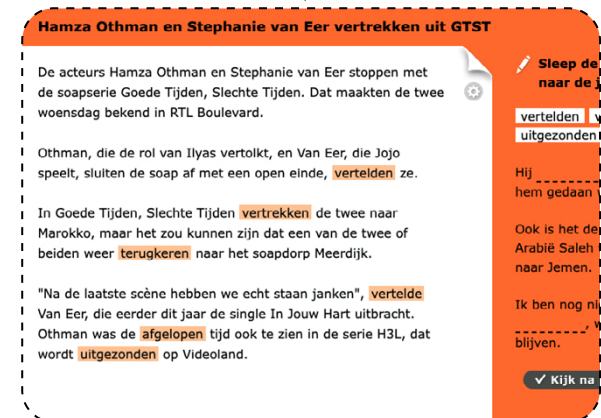 Hamza Othman en Stephanie van Eer vertrekken uit GTST
De acteurs Hamza Othman en Stephanie van Eer stoppen met
de soapserie Goede Tijden, Slechte Tijden. Dat maakten de twee
woensdag bekend in RTL Boulevard.
Othman, die de rol van Ilyas vertolkt, en Van Eer, die Jojo
speelt, sluiten de soap af met een open einde, vertelden ze.
In Goede Tijden, Slechte Tijden vertrekken de twee naar
Marokko, maar het zou kunnen zijn dat een van de twee of
beiden weer terugkeren naar het soapdorp Meerdijk.
"Na de laatste scène hebben we echt staan janken", vertelde
Van Eer, die eerder dit jaar de single In Jouw Hart uitbracht.
Othman was de afgelopen tijd ook te zien in de serie H3L, dat
wordt uitgezonden op Videoland.
Sleep de
naar de
vertelden
uitgezonden
Hij
hem gedaan
Ook is het
Arabië Saleh
naar Jemen.
Ik ben nog
blijven.
✓ Kijk na